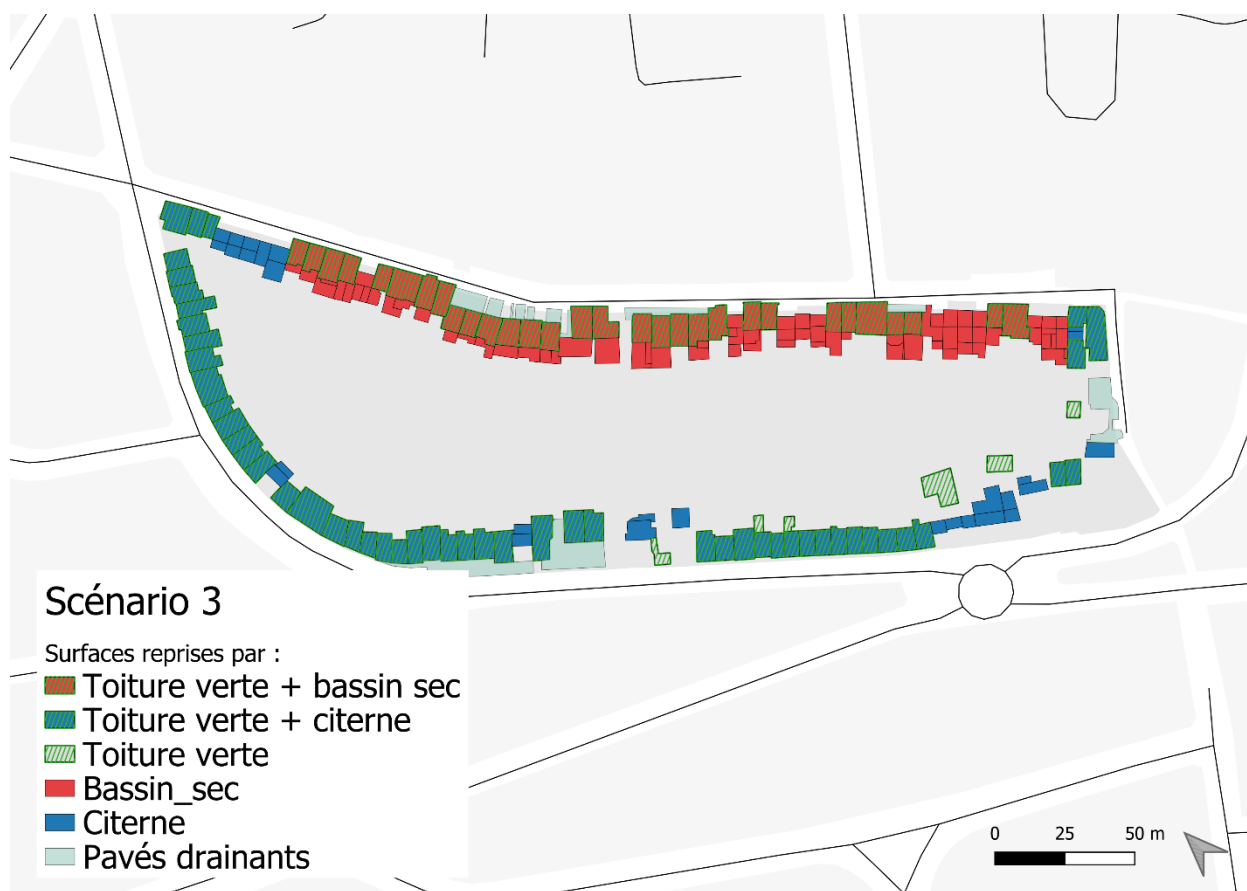 Scénario 3
Surfaces reprises par :
Toiture verte + bassin sec
Toiture verte + citerne
Toiture verte
Bassin_sec
Citerne
Pavés drainants
0 25 50 m